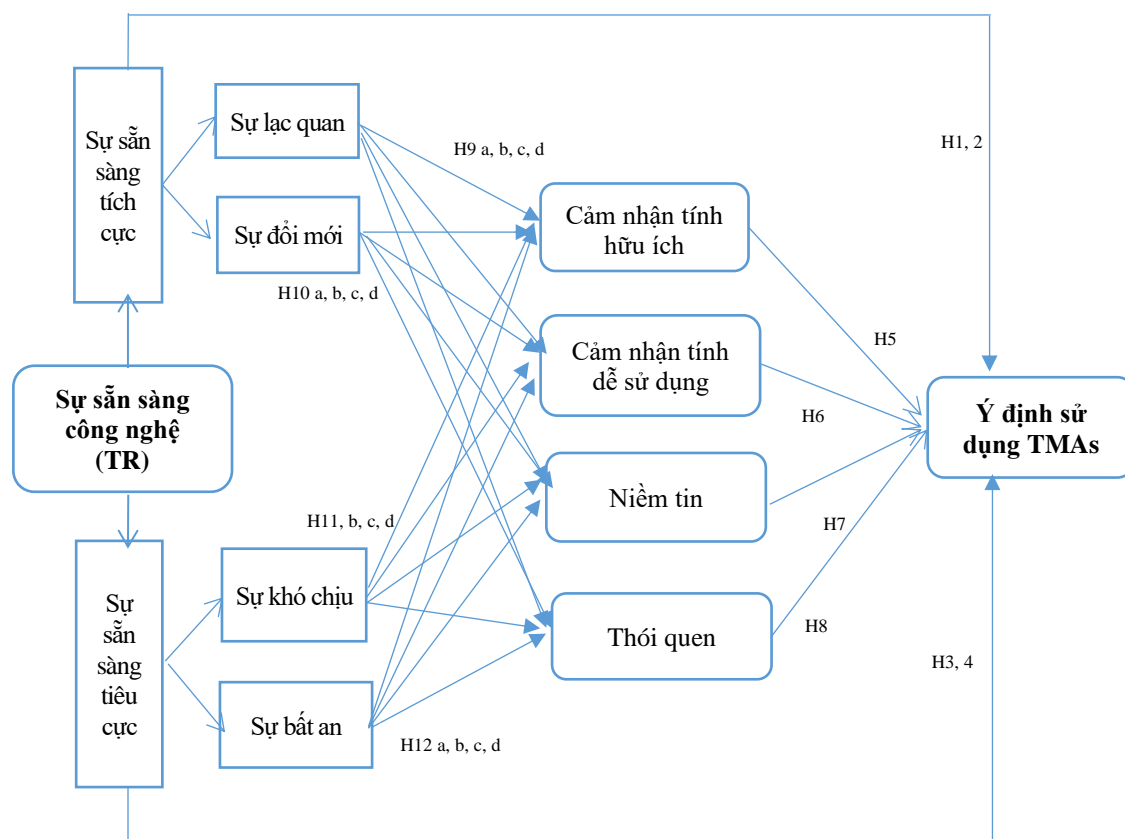 Sự sẵn
sàng
tích
cực
Sự lạc quan
Sự đổi mới
H9 a, b, c, d
H10 a, b, c, d
H1, 2
Cảm nhận tính
hữu ích
Cảm nhận tính
dễ sử dụng
H5
H6
Sự sẵn sàng
công nghệ
(TR)
Ý định sử
dụng TMAs
Niềm tin
H7
H11, b, c, d
Sự
sẵn
sàng
tiêu
cực
Sự khó chịu
Sự bất an
Thói quen
H8
H3, 4
H12 a, b, c, d